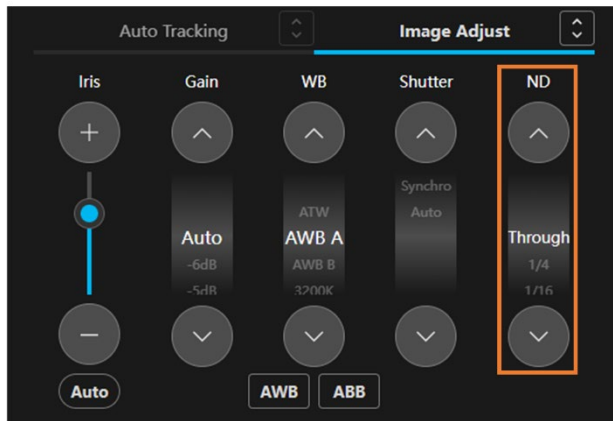 Auto Tracking
Image Adjust
Iris
Gain
WB
Shutter
ND
Synchro
ATW
Auto
Auto
AWB A
Through
-6dB
AWB B
1/4
-5dB
3200K
1/16
Auto
AWB
ABB